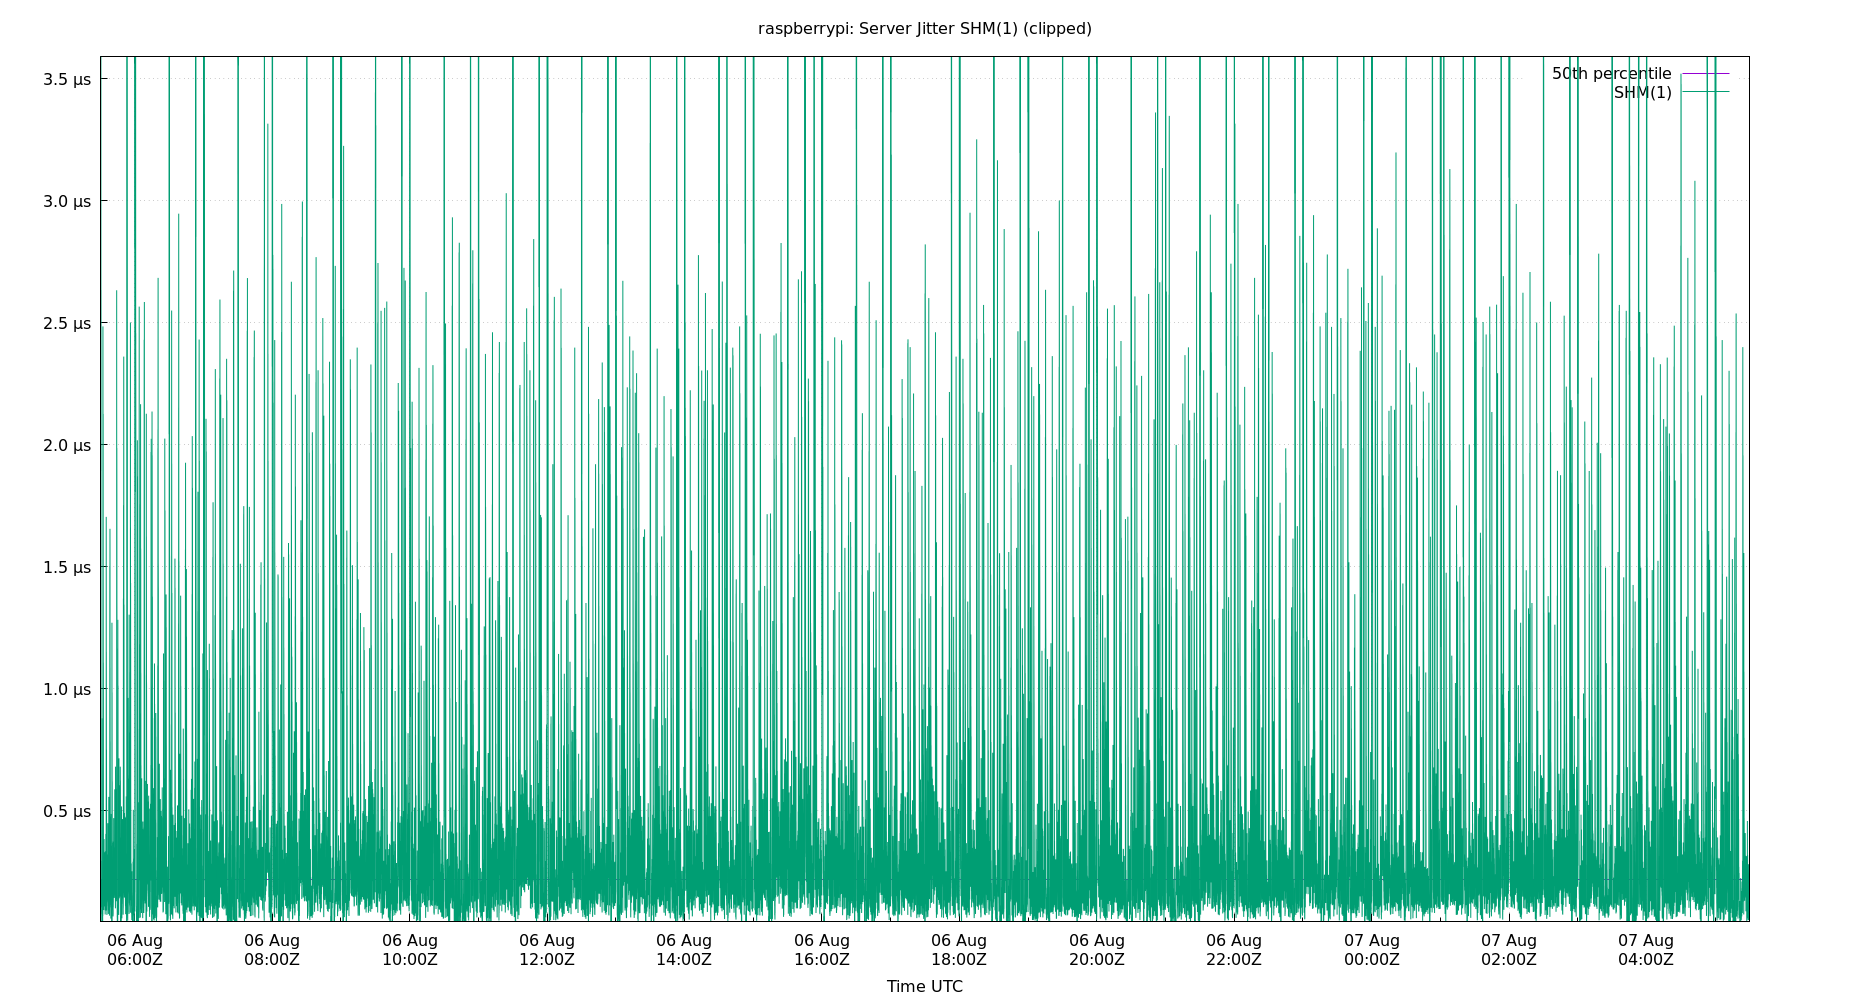 raspberrypi: Server Jitter SHM(1) (clipped)
50th percentile
SHM(1)
3.5 µs
3.0 µs
2.5 µs
2.0 µs
1.5 µs
1.0 µs
0.5 µs
06 Aug 06 Aug 06 Aug 06 Aug 06 Aug 06 Aug 06 Aug 06 Aug 06 Aug 07 Aug 07 Aug 07 Aug
06:00Z 08:00Z 10:00Z 12:00Z 14:00Z 16:00Z 18:00Z 20:00Z 22:00Z 00:00Z 02:00Z 04:00Z
Time UTC